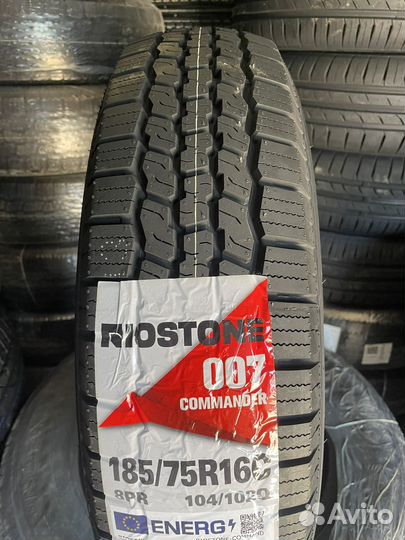 RIOSTONE
007
COMMANDER
185/75R16C
8PR 104/102Q
ENERG
Avito